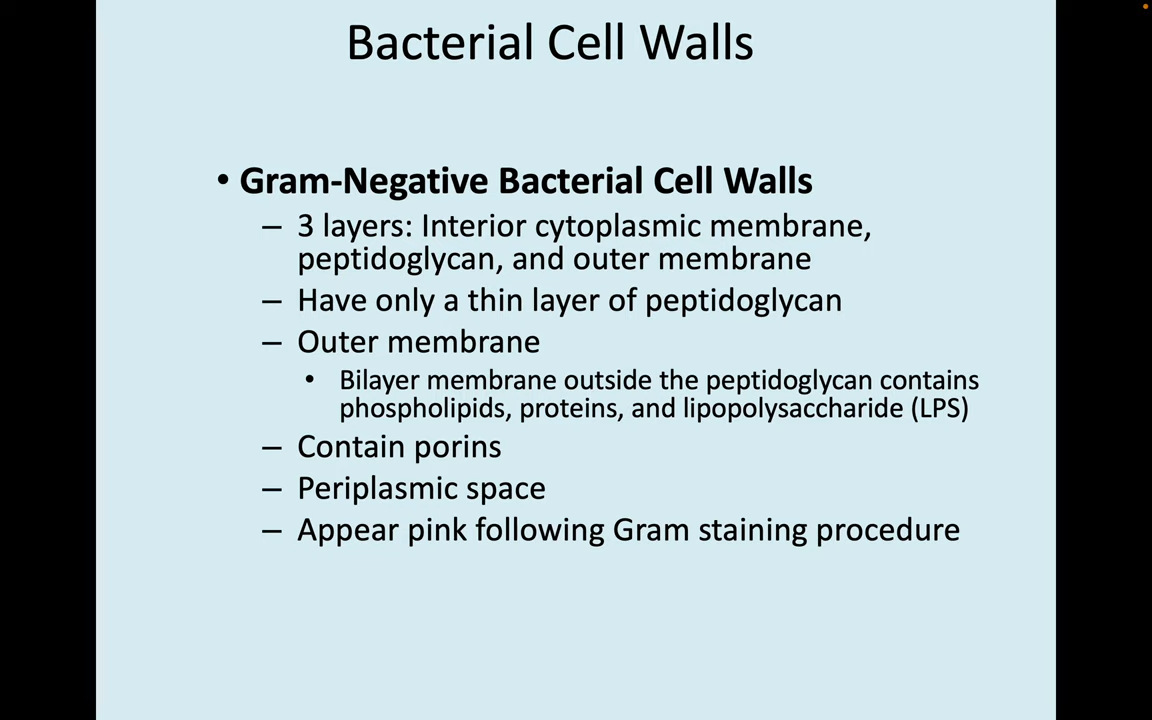 Bacterial Cell Walls
• Gram-Negative Bacterial Cell Walls
– 3 layers: Interior cytoplasmic membrane,
peptidoglycan, and outer membrane
– Have only a thin layer of peptidoglycan
– Outer membrane
• Bilayer membrane outside the peptidoglycan contains
phospholipids, proteins, and lipopolysaccharide (LPS)
– Contain porins
– Periplasmic space
– Appear pink following Gram staining procedure